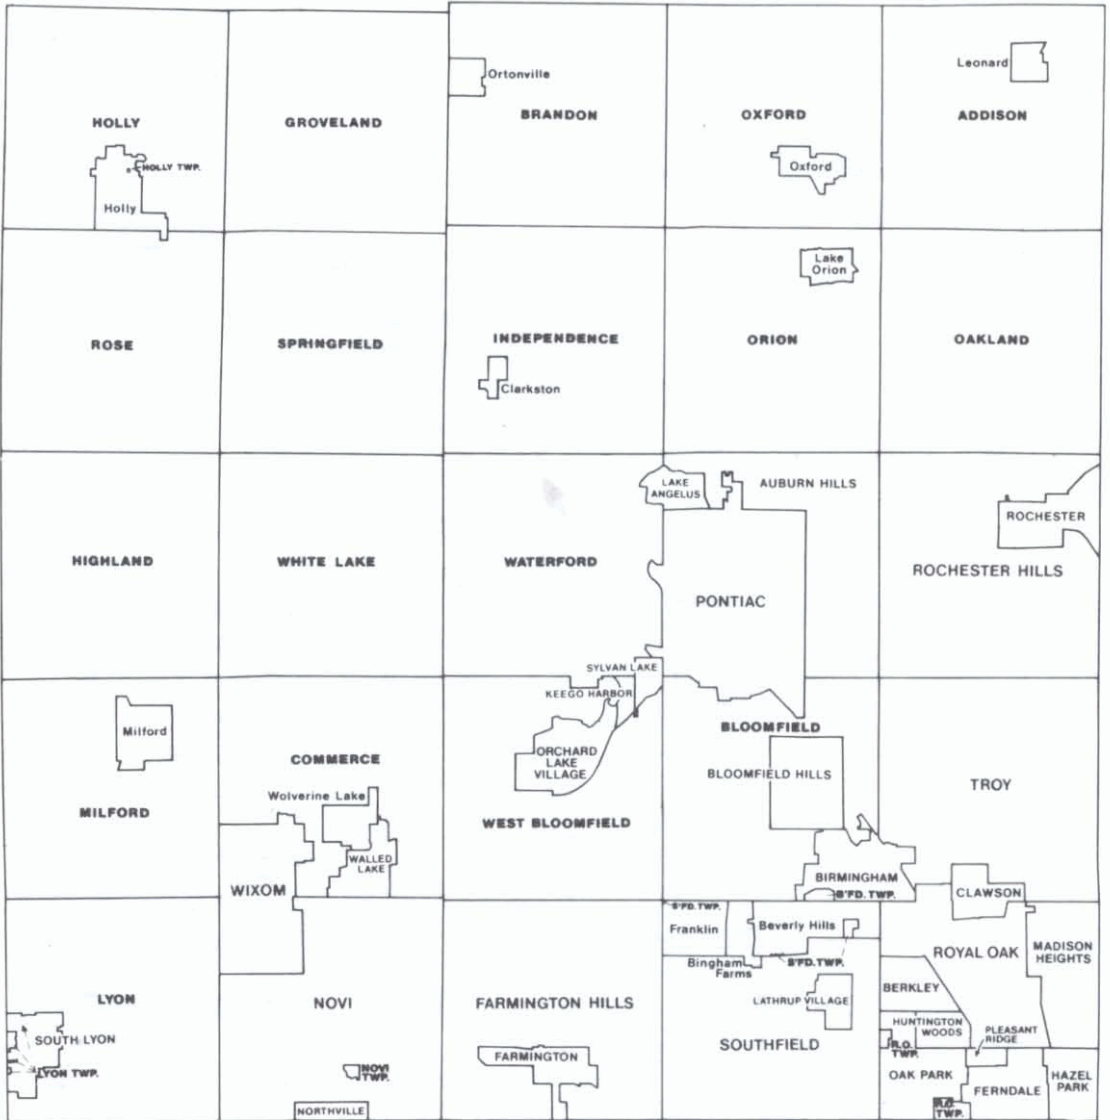 Ortonville
Leonard
HOLLY
GROVELAND
BRANDON
OXFORD
ADDISON
HOLLY TWP.
Oxford
Holly
Lake
Orion
ROSE
SPRINGFIELD
INDEPENDENCE
ORION
OAKLAND
Clarkston
LAKE
ANGELUS
AUBURN HILLS
ROCHESTER
HIGHLAND
WHITE LAKE
WATERFORD
ROCHESTER HILLS
PONTIAC
SYLVAN LAKE
KEEGO HARBOR
Milford
BLOOMFIELD
ORCHARD
LAKE
VILLAGE
COMMERCE
BLOOMFIELD HILLS
TROY
Wolverine Lake
MILFORD
WEST BLOOMFIELD
WALLED
LAKE
WIXOM
BIRMINGHAM
B'FD. TWP.
CLAWSON
S'FD. TWP.
Franklin
Beverly Hills
ROYAL OAK
MADISON
HEIGHTS
Bingham
Farms
S'FD. TWP.
BERKLEY
LYON
NOVI
FARMINGTON HILLS
LATHRUP VILLAGE
HUNTINGTON
WOODS
PLEASANT
RIDGE
SOUTH LYON
SOUTHFIELD
R.O.
TWP.
FARMINGTON
LYON TWP.
NOVI
TWP.
OAK PARK
HAZEL
PARK
FERNDALE
R.O.
TWP.
NORTHVILLE